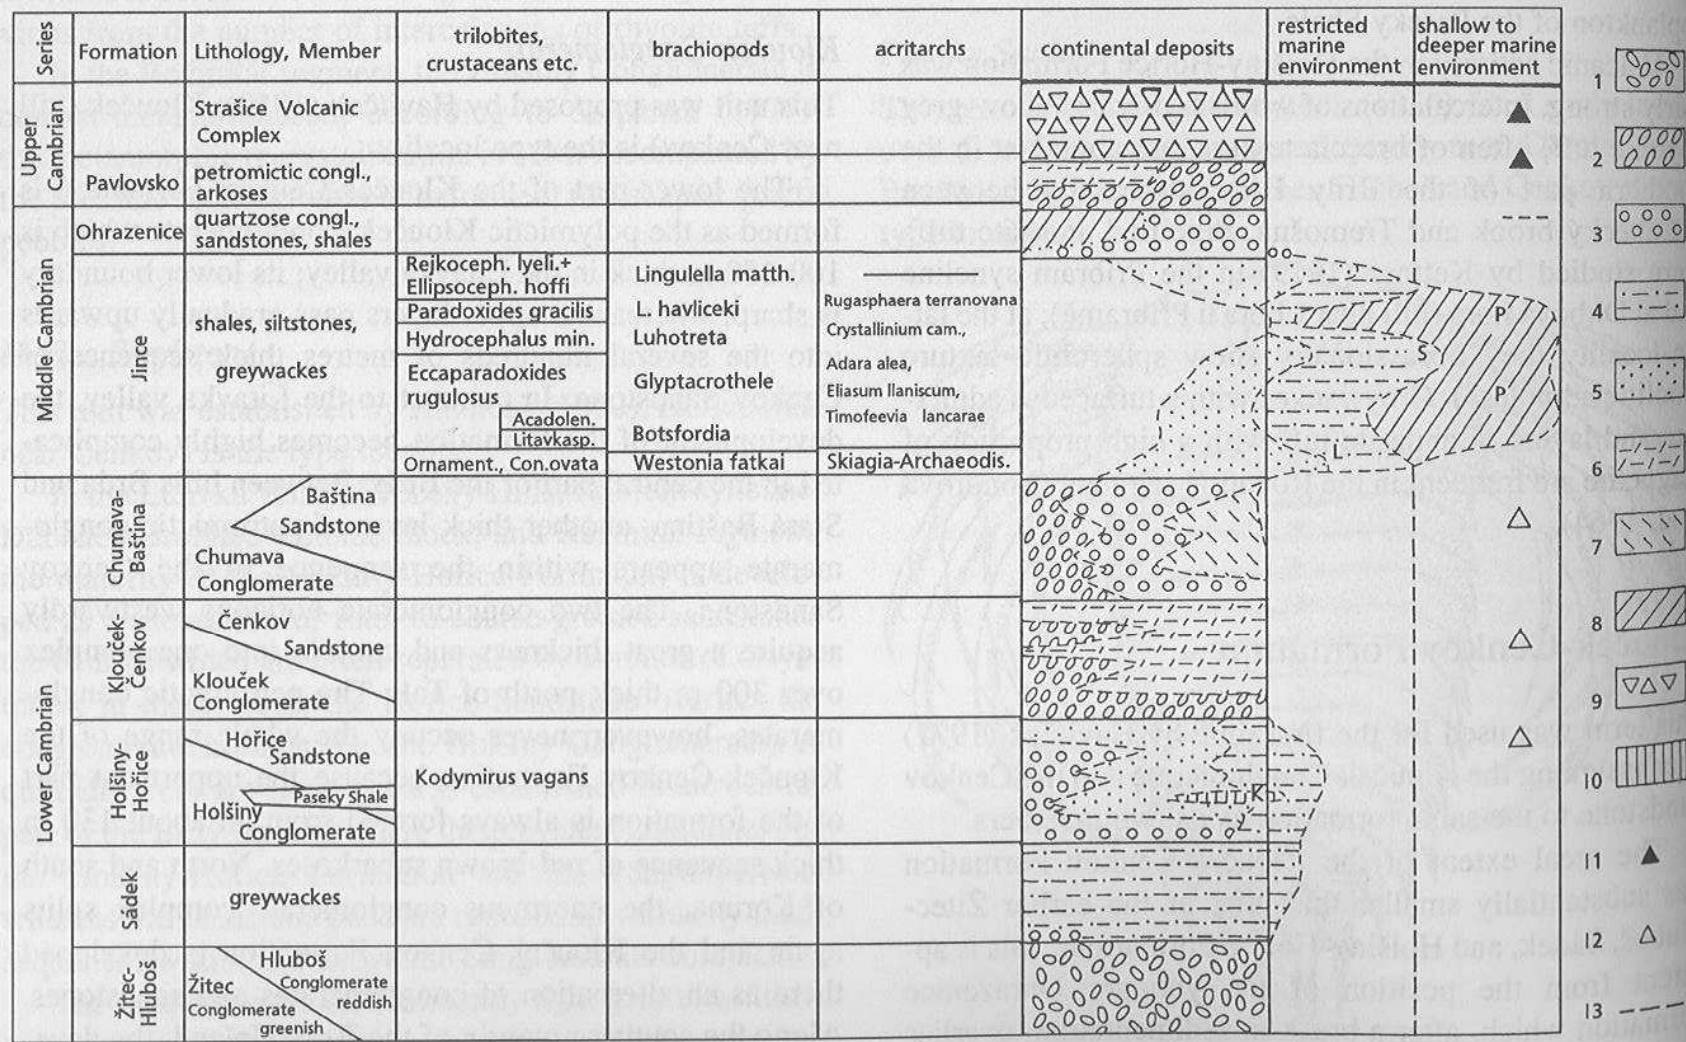 Series
Formation
Lithology, Member
trilobites,
crustaceans etc.
brachiopods
acritarchs
continental deposits
restricted
marine
environment
shallow to
deeper marine
environment
Upper
Cambrian
Strašice Volcanic
Complex
Pavlovsko
petromictic congl.,
arkoses
Ohrazenice
quartzose congl.,
sandstones, shales
Middle Cambrian
Jince
shales, siltstones,
greywackes
Rejkoceph. lyeli.+
Ellipsoceph. hoffi
Paradoxides gracilis
Hydrocephalus min.
Eccaparadoxides
rugulosus
Acadolen.
Litavkasp.
Ornament., Con.ovata
Lingulella matth.
L. havliceki
Luhotreta
Glyptacrothele
Botsfordia
Westonia fatkai
Rugasphaera terranovana
Crystallinium cam.,
Adara alea,
Eliasum llaniscum,
Timofeevia lancarae
Skiagia-Archaeodis.
P
S
P
L
Lower Cambrian
Chumava-
Baština
Baština
Sandstone
Chumava
Conglomerate
Klouček-
Čenkov
Čenkov
Sandstone
Klouček
Conglomerate
Holšiny-
Hořice
Hořice
Sandstone
Paseky Shale
Holšiny
Conglomerate
Kodymirus vagans
K
Sádek
greywackes
Žitec-
Hluboš
Hluboš
Conglomerate
reddish
Žitec
Conglomerate
greenish
1
2
3
5
6
7
8
9
10
11
12
13